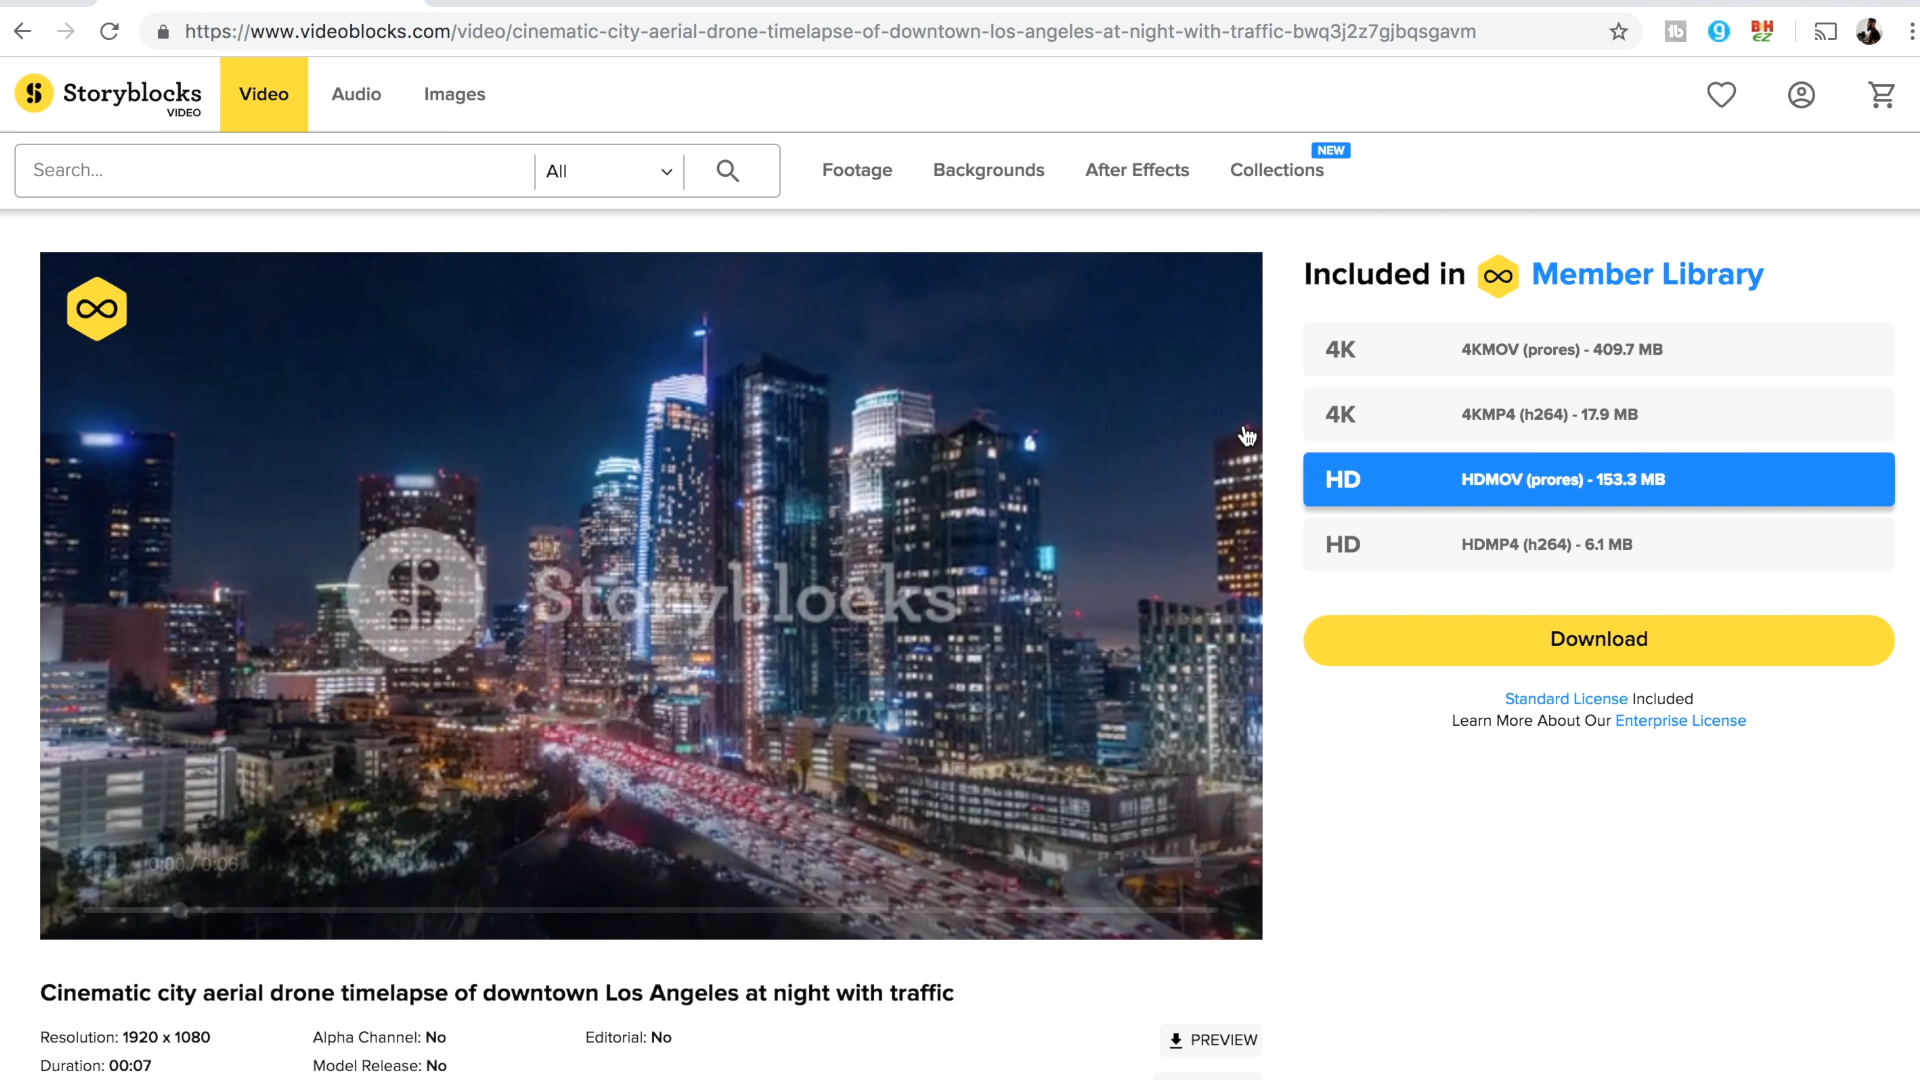 https://www.videoblocks.com/video/cinematic-city-aerial-drone-timelapse-of-downtown-los-angeles-at-night-with-traffic-bwq3j2z7gjbqsgavm
Storyblocks
VIDEO
Video
Audio
Images
Search...
All
Footage
Backgrounds
After Effects
Collections
NEW
Included in Member Library
4K 4KMOV (prores) - 409.7 MB
4K 4KMP4 (h264) - 17.9 MB
HD HDMOV (prores) - 153.3 MB
HD HDMP4 (h264) - 6.1 MB
Download
Standard License Included
Learn More About Our Enterprise License
Storyblocks
0:00 / 0:06
Cinematic city aerial drone timelapse of downtown Los Angeles at night with traffic
Resolution: 1920 x 1080
Alpha Channel: No
Editorial: No
PREVIEW
Duration: 00:07
Model Release: No